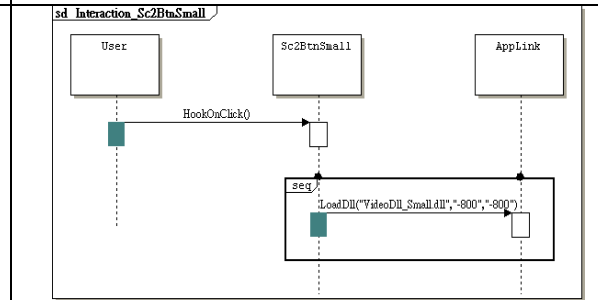 sd Interaction_Sc2BtnSmall
User Sc2BtnSmall AppLink
HookOnClick()
seq
LoadDll("VideoDll_Small.dll","-800","-800")